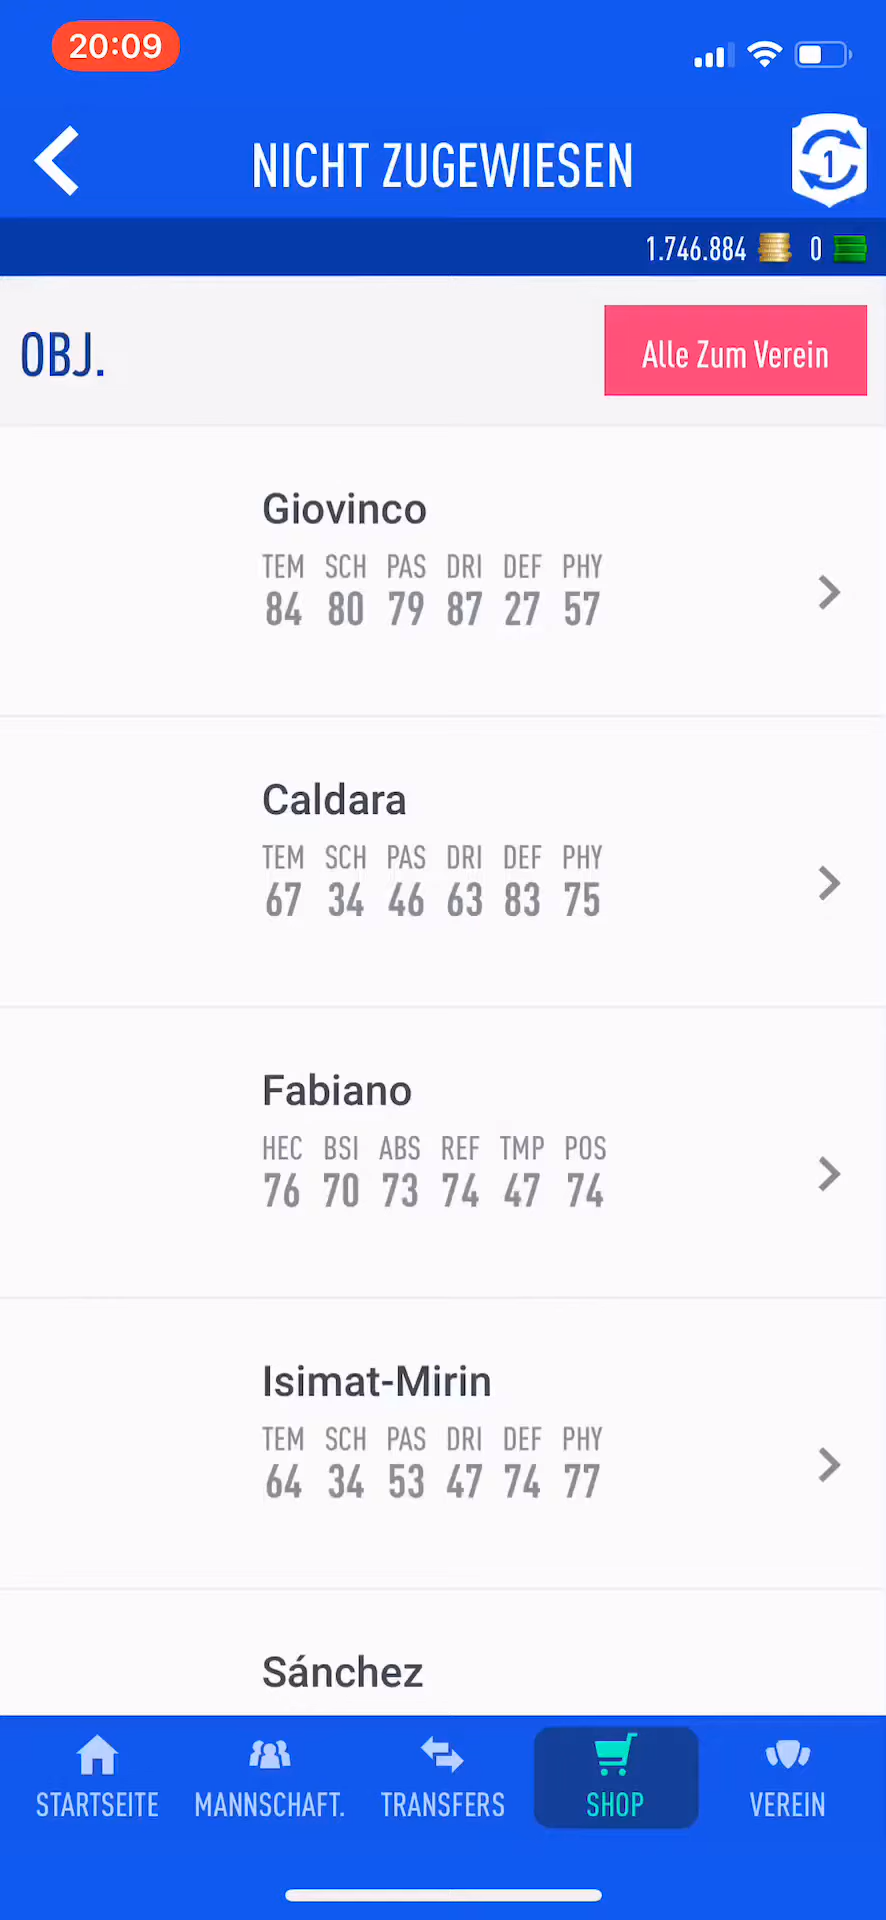 20:09
NICHT ZUGEWIESEN
1
1.746.884 0
OBJ.
Alle Zum Verein
Giovinco
TEM SCH PAS DRI DEF PHY
84 80 79 87 27 57
Caldara
TEM SCH PAS DRI DEF PHY
67 34 46 63 83 75
Fabiano
HEC BSI ABS REF TMP POS
76 70 73 74 47 74
Isimat-Mirin
TEM SCH PAS DRI DEF PHY
64 34 53 47 74 77
Sánchez
STARTSEITE MANNSCHAFT. TRANSFERS SHOP VEREIN